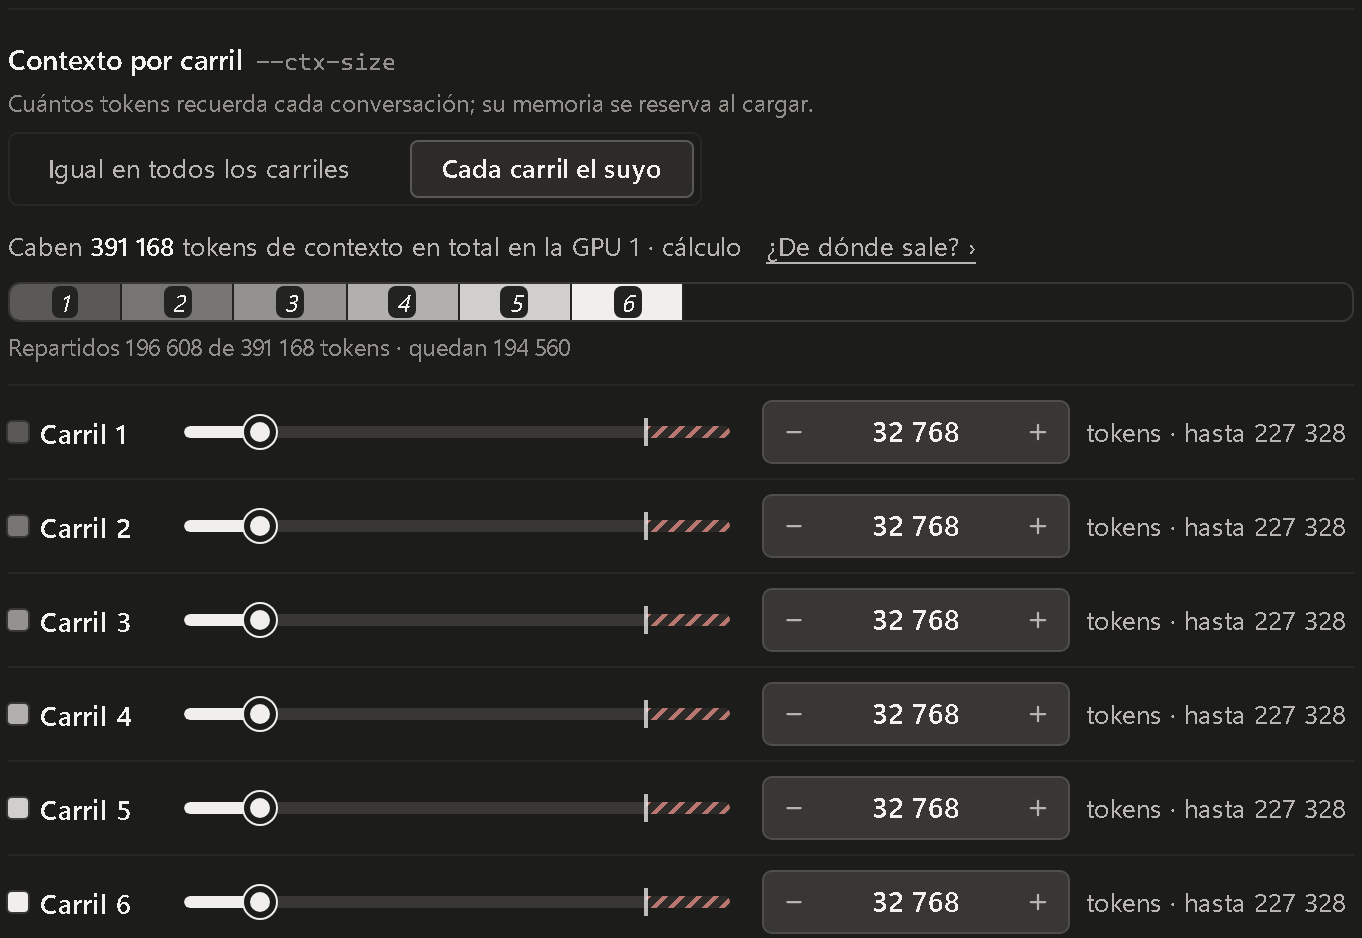 Contexto por carril --ctx-size
Cuántos tokens recuerda cada conversación; su memoria se reserva al cargar.
Igual en todos los carriles Cada carril el suyo
Caben 391 168 tokens de contexto en total en la GPU 1 · cálculo ¿De dónde sale? ›
1 2 3 4 5 6
Repartidos 196 608 de 391 168 tokens · quedan 194 560
Carril 1 − 32 768 + tokens · hasta 227 328
Carril 2 − 32 768 + tokens · hasta 227 328
Carril 3 − 32 768 + tokens · hasta 227 328
Carril 4 − 32 768 + tokens · hasta 227 328
Carril 5 − 32 768 + tokens · hasta 227 328
Carril 6 − 32 768 + tokens · hasta 227 328